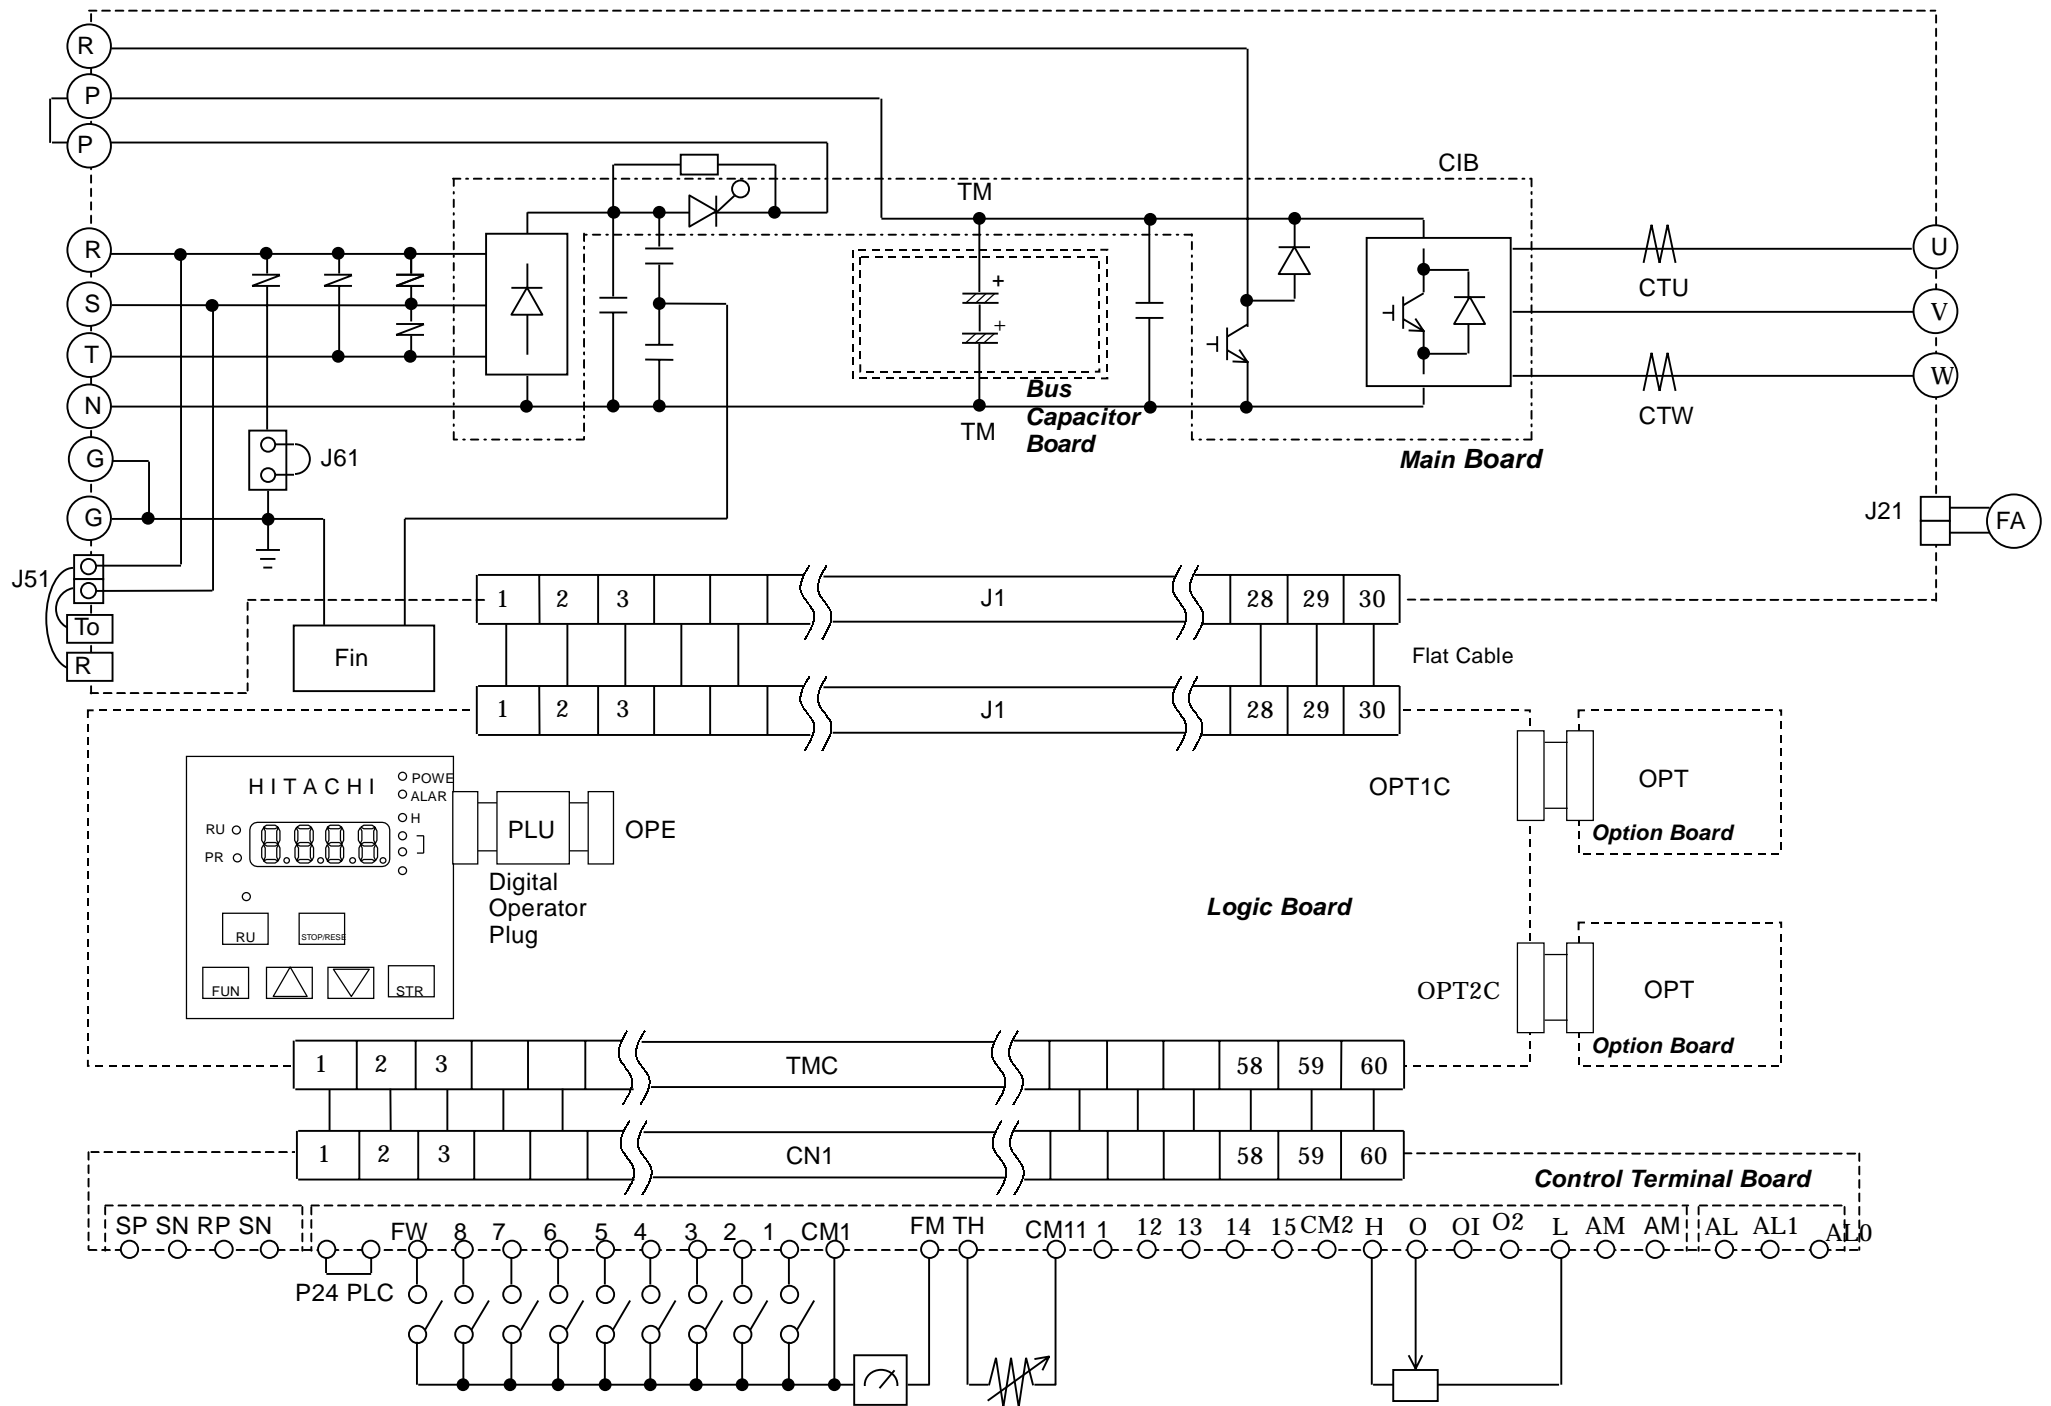 R
P
P
CIB
TM
R
U
CTU
S
V
T
W
CTW
N
TM
Bus
Capacitor
Board
G
J61
Main Board
G
J21
FA
J51
1 2 3 J1 28 29 30
To
Fin
Flat Cable
R
1 2 3 J1 28 29 30
HITACHI
POWE
ALAR
H
RU
PR
8.8.8.8.
PLU
OPE
Digital
Operator
Plug
RU
STOP/RESE
FUN
STR
OPT1C
OPT
Option Board
Logic Board
OPT2C
OPT
Option Board
1 2 3 TMC 58 59 60
1 2 3 CN1 58 59 60
Control Terminal Board
SP SN RP SN FW 8 7 6 5 4 3 2 1 CM1 FM TH CM11 1 12 13 14 15 CM2 H O OI O2 L AM AM AL AL1 AL0
P24 PLC